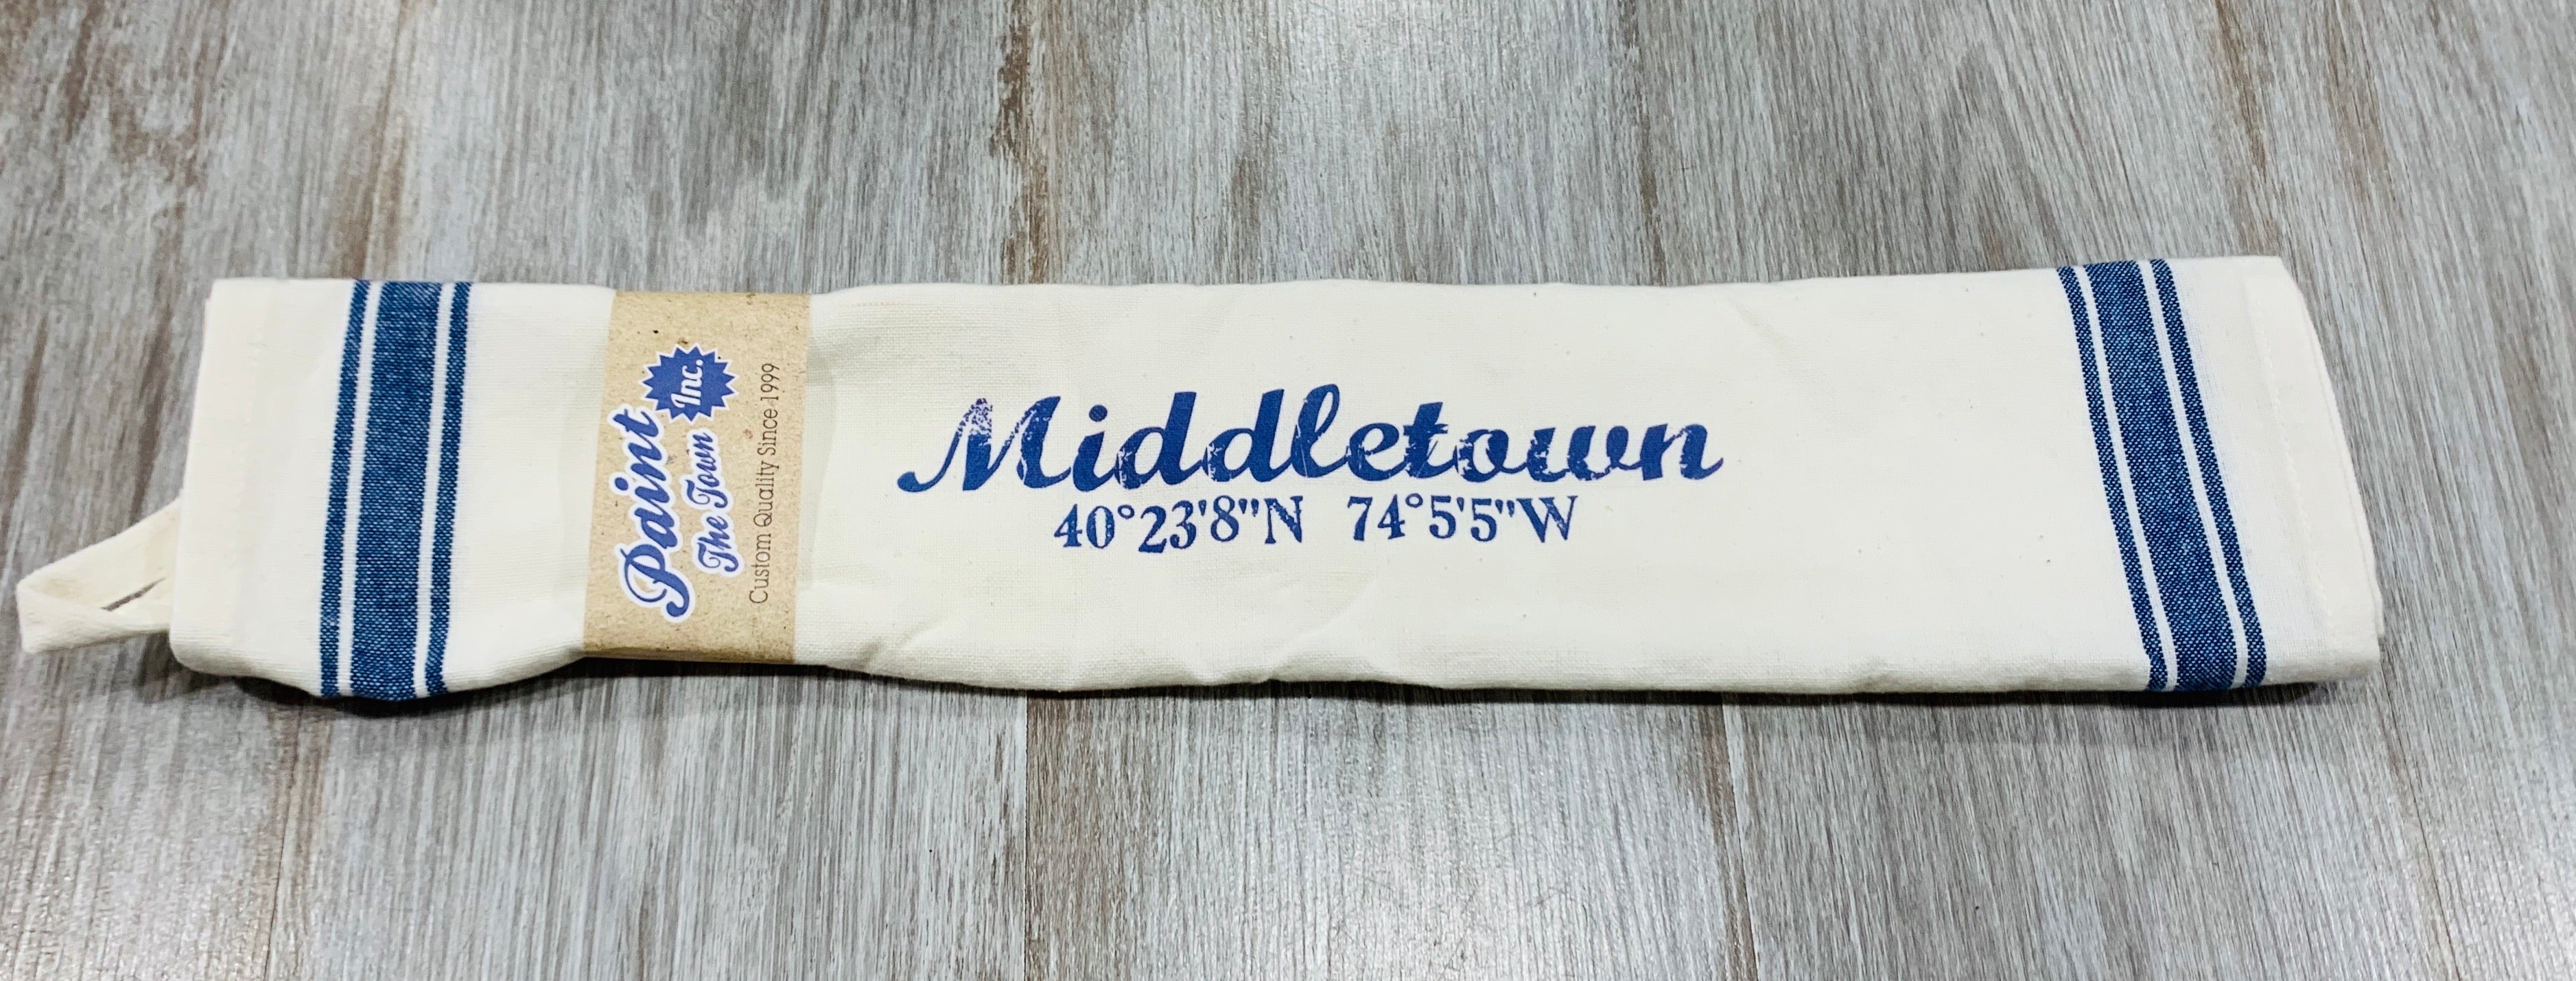 Paint
The Town
Inc.
Custom Quality Since 1999
Middletown
40°23'8"N 74°5'5"W